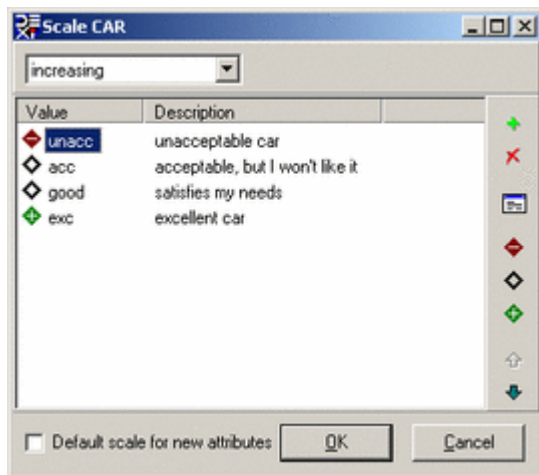 Scale CAR
increasing
Value Description
unacc unacceptable car
acc acceptable, but I won't like it
good satisfies my needs
exc excellent car
Default scale for new attributes OK Cancel